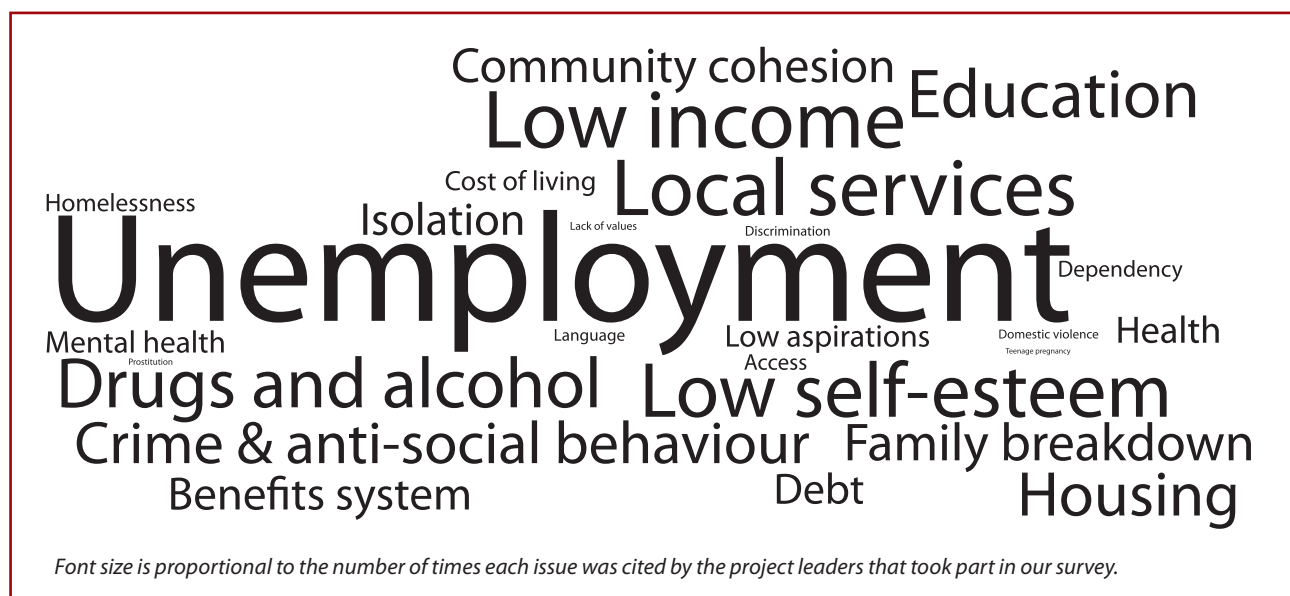 Community cohesion
Education
Low income
Cost of living
Local services
Homelessness
Isolation
Lack of values
Discrimination
Unemployment
Dependency
Mental health
Language
Low aspirations
Domestic violence
Health
Teenage pregnancy
Prostitution
Access
Drugs and alcohol
Low self-esteem
Crime & anti-social behaviour
Family breakdown
Benefits system
Debt
Housing
Font size is proportional to the number of times each issue was cited by the project leaders that took part in our survey.